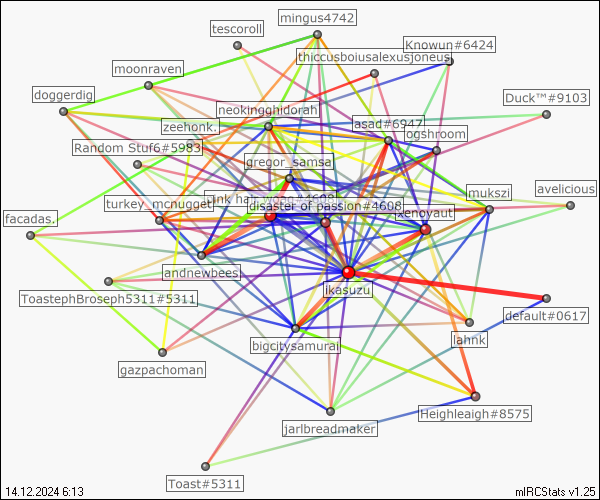 mingus4742
tescoroll
Knowun#6424
thiccusboiusalexusjoneus
moonraven
doggerdig
Duck™#9103
neokingghidorah
asad#6947
zeehonk.
ogshroom
Random Stuf6#5983
gregor_samsa
mukszi
avelicious
turkey_mcnugget
disaster of passion#4608
xenoyaut
facadas.
andnewbees
ikasuzu
ToastephBroseph5311#5311
default#0617
lahnk
bigcitysamurai
gazpachoman
Heighleaigh#8575
jarlbreadmaker
Toast#5311
14.12.2024 6:13
mIRCStats v1.25